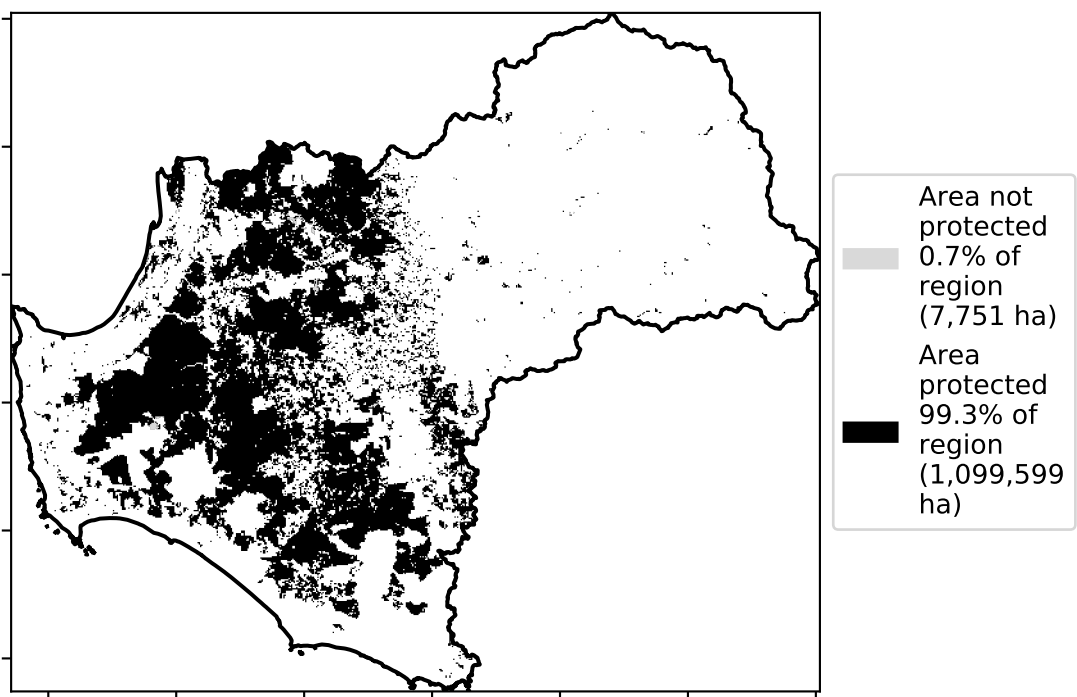 Area not
protected
0.7% of
region
(7,751 ha)
Area
protected
99.3% of
region
(1,099,599
ha)